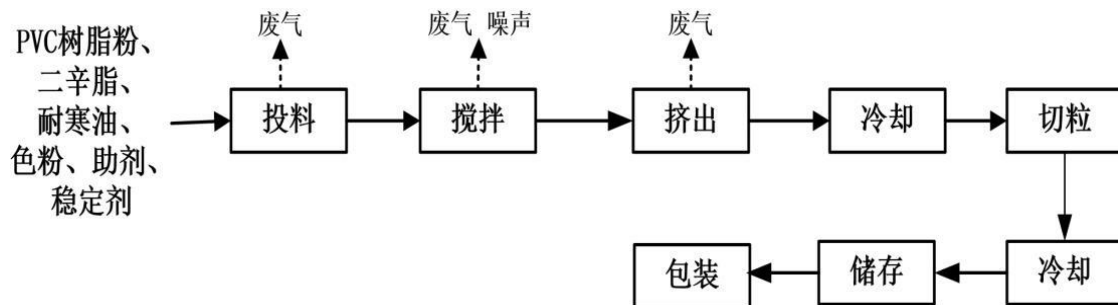 废气
废气 噪声
废气
PVC树脂粉、
二辛脂、
耐寒油、
色粉、助剂、
稳定剂
投料
搅拌
挤出
冷却
切粒
包装
储存
冷却